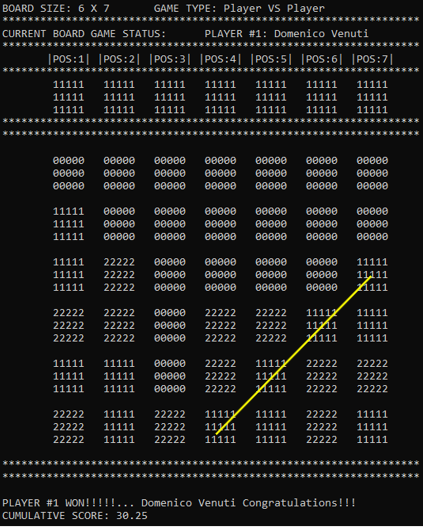 BOARD SIZE: 6 X 7 GAME TYPE: Player VS Player
******************************************************************
CURRENT BOARD GAME STATUS: PLAYER #1: Domenico Venuti
******************************************************************
|POS:1| |POS:2| |POS:3| |POS:4| |POS:5| |POS:6| |POS:7|
******************************************************************
11111 11111 11111 11111 11111 11111 11111
11111 11111 11111 11111 11111 11111 11111
11111 11111 11111 11111 11111 11111 11111
******************************************************************
******************************************************************
00000 00000 00000 00000 00000 00000 00000
00000 00000 00000 00000 00000 00000 00000
00000 00000 00000 00000 00000 00000 00000
11111 00000 00000 00000 00000 00000 00000
11111 00000 00000 00000 00000 00000 00000
11111 00000 00000 00000 00000 00000 00000
11111 22222 00000 00000 00000 00000 11111
11111 22222 00000 00000 00000 00000 11111
11111 22222 00000 00000 00000 00000 11111
22222 22222 00000 22222 22222 11111 11111
22222 22222 00000 22222 22222 11111 11111
22222 22222 00000 22222 22222 11111 11111
11111 11111 00000 22222 11111 22222 22222
11111 11111 00000 22222 11111 22222 22222
11111 11111 00000 22222 11111 22222 22222
22222 11111 22222 11111 11111 22222 11111
22222 11111 22222 11111 11111 22222 11111
22222 11111 22222 11111 11111 22222 11111
******************************************************************
******************************************************************
PLAYER #1 WON!!!!!... Domenico Venuti Congratulations!!!
CUMULATIVE SCORE: 30.25